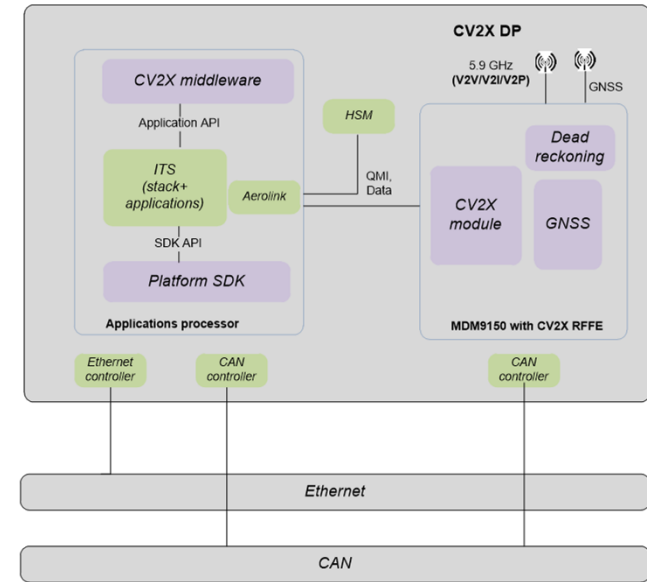 CV2X DP
5.9 GHz
(V2V/V2I/V2P)
GNSS
CV2X middleware
Application API
HSM
ITS
(stack+
applications)
Aerolink
QMI,
Data
SDK API
Platform SDK
Applications processor
Dead
reckoning
CV2X
module
GNSS
MDM9150 with CV2X RFFE
Ethernet
controller
CAN
controller
CAN
controller
Ethernet
CAN